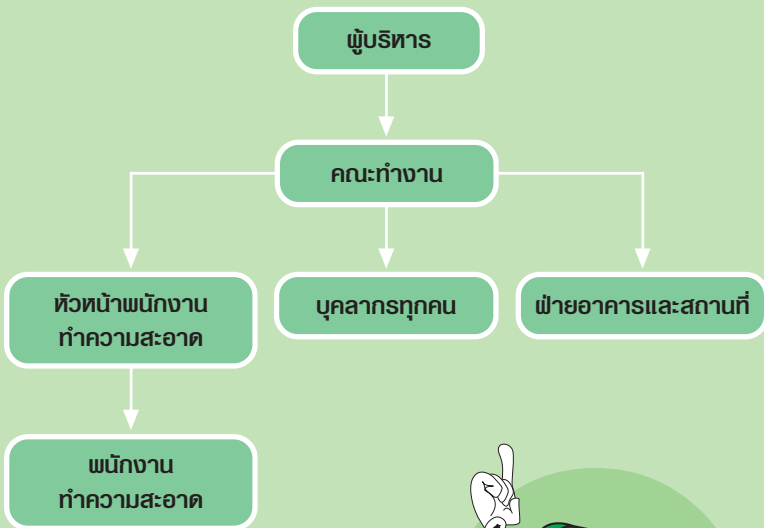 ผู้บริหาร
คณะทำงาน
หัวหน้าพนักงาน
ทำความสะอาด
บุคลากรทุกคน
ฝ่ายอาคารและสถานที่
พนักงาน
ทำความสะอาด